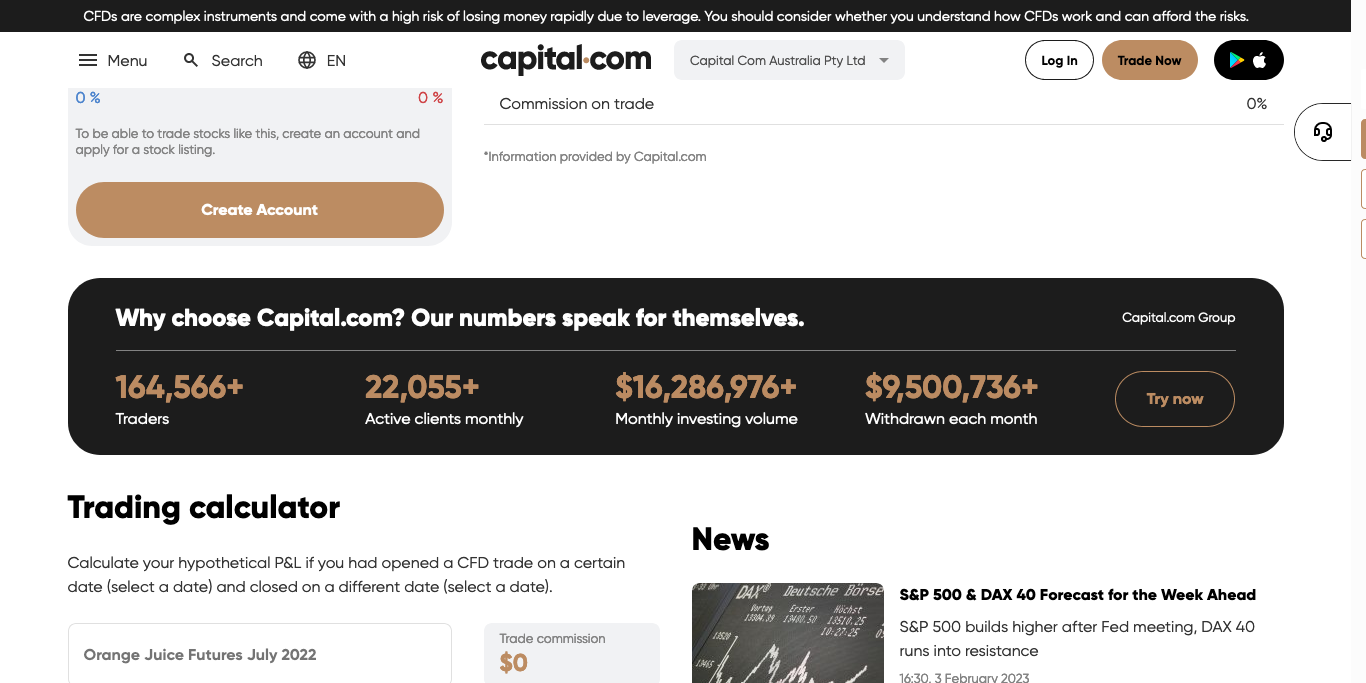 CFDs are complex instruments and come with a high risk of losing money rapidly due to leverage. You should consider whether you understand how CFDs work and can afford the risks.
Menu
Search
EN
capital.com
Capital Com Australia Pty Ltd
Log In
Trade Now
0 %
0 %
To be able to trade stocks like this, create an account and
apply for a stock listing.
Create Account
Commission on trade
0%
*Information provided by Capital.com
Why choose Capital.com? Our numbers speak for themselves.
Capital.com Group
164,566+
Traders
22,055+
Active clients monthly
$16,286,976+
Monthly investing volume
$9,500,736+
Withdrawn each month
Try now
Trading calculator
Calculate your hypothetical P&L if you had opened a CFD trade on a certain
date (select a date) and closed on a different date (select a date).
Orange Juice Futures July 2022
Trade commission
$0
News
DAX® Deutsche Börse
Vortag Erster Höchst
10:27:25
S&P 500 & DAX 40 Forecast for the Week Ahead
S&P 500 builds higher after Fed meeting, DAX 40
runs into resistance
16:30, 3 February 2023